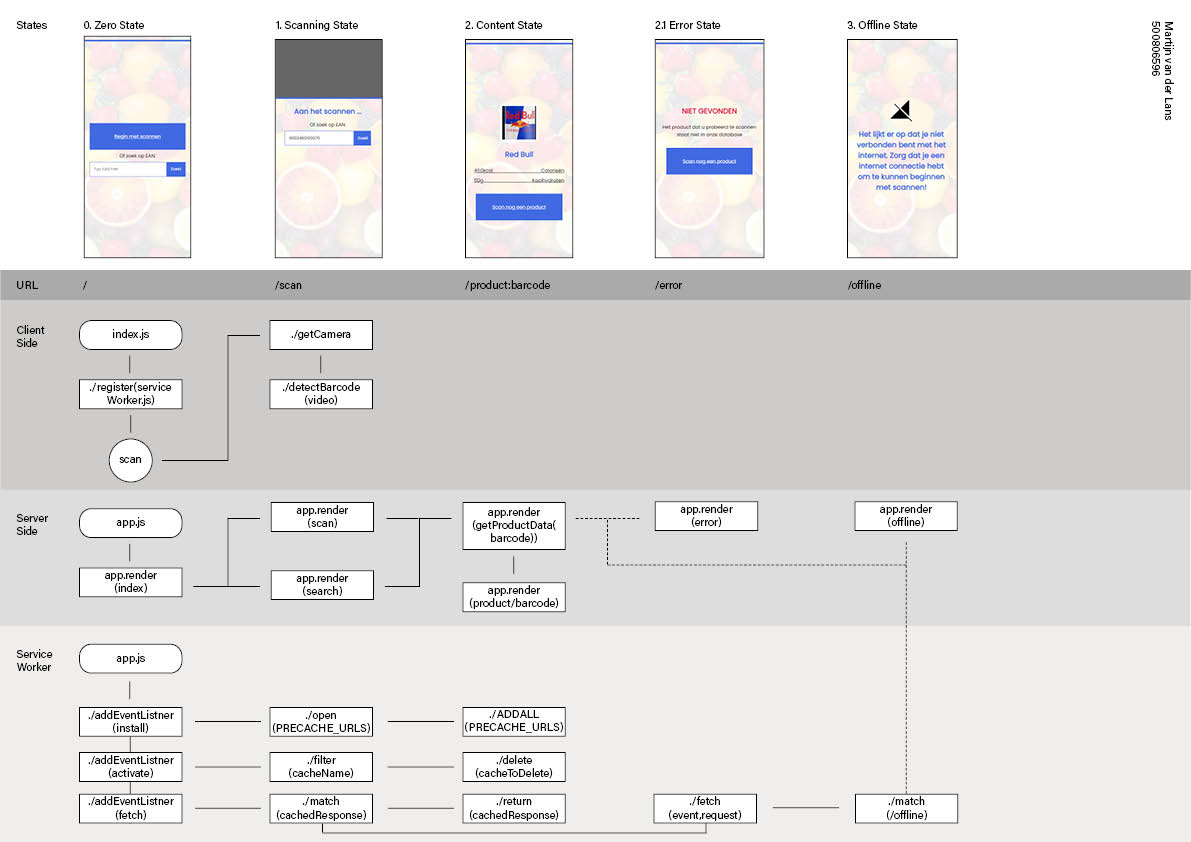 States
0. Zero State
1. Scanning State
2. Content State
2.1 Error State
3. Offline State
Martijn van der Lans
500806596
Begin met scannen
Of zoek op EAN:
Zoek!
Aan het scannen ...
Of zoek op EAN:
Zoek!
Red Bull
Red Bull
450kcal
Calorieën
60g
Koolhydraten
Scan nog een product
NIET GEVONDEN
Het product dat u probeerd te scannen
staat niet in onze database
Scan nog een product
Het lijkt er op dat je niet
verbonden bent met het
internet. Zorg dat je een
internet connectie hebt
om te kunnen beginnen
met scannen!
URL
/
/scan
/product:barcode
/error
/offline
Client
Side
index.js
./register(service
Worker.js)
scan
./getCamera
./detectBarcode
(video)
Server
Side
app.js
app.render
(index)
app.render
(scan)
app.render
(search)
app.render
(getProductData(
barcode))
app.render
(product/barcode)
app.render
(error)
app.render
(offline)
Service
Worker
app.js
./addEventListner
(install)
./open
(PRECACHE_URLS)
./ADDALL
(PRECACHE_URLS)
./addEventListner
(activate)
./filter
(cacheName)
./delete
(cacheToDelete)
./addEventListner
(fetch)
./match
(cachedResponse)
./return
(cachedResponse)
./fetch
(event,request)
./match
(/offline)